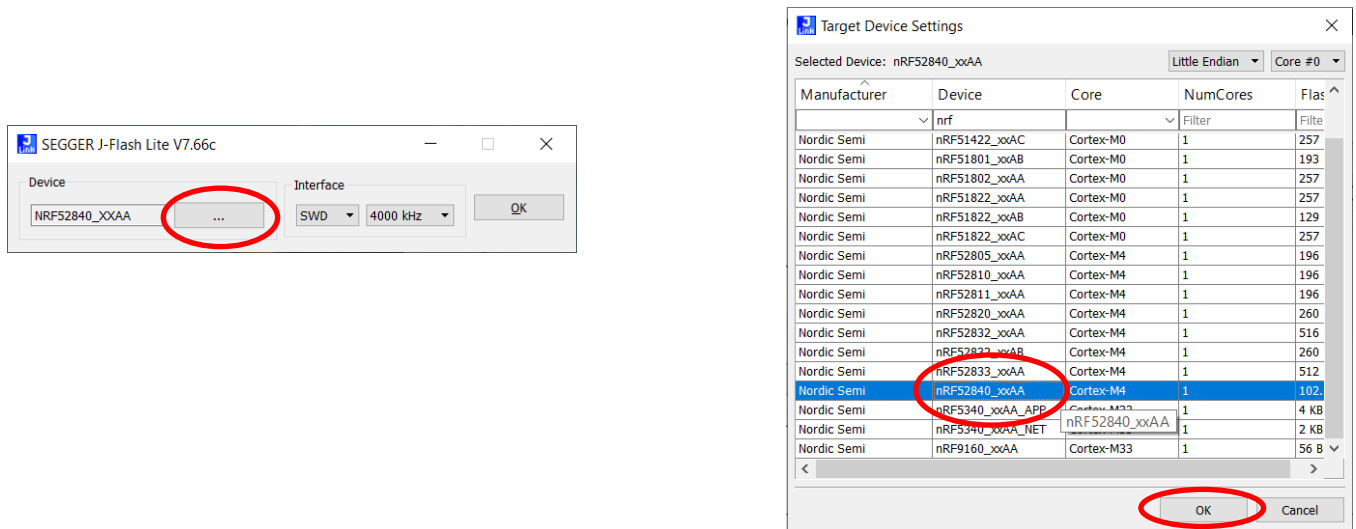 SEGGER J-Flash Lite V7.66c
Device
Interface
NRF52840_XXAA ... SWD 4000 kHz OK
Target Device Settings
Selected Device: nRF52840_xxAA Little Endian Core #0
Manufacturer Device Core NumCores Flas
nrf Filter Filte
Nordic Semi nRF51422_xxAC Cortex-M0 1 257
Nordic Semi nRF51801_xxAB Cortex-M0 1 193
Nordic Semi nRF51802_xxAA Cortex-M0 1 257
Nordic Semi nRF51822_xxAA Cortex-M0 1 257
Nordic Semi nRF51822_xxAB Cortex-M0 1 129
Nordic Semi nRF51822_xxAC Cortex-M0 1 257
Nordic Semi nRF52805_xxAA Cortex-M4 1 196
Nordic Semi nRF52810_xxAA Cortex-M4 1 196
Nordic Semi nRF52811_xxAA Cortex-M4 1 196
Nordic Semi nRF52820_xxAA Cortex-M4 1 260
Nordic Semi nRF52832_xxAA Cortex-M4 1 516
Nordic Semi nRF52832_xxAB Cortex-M4 1 260
Nordic Semi nRF52833_xxAA Cortex-M4 1 512
Nordic Semi nRF52840_xxAA Cortex-M4 1 102.
Nordic Semi nRF5340_xxAA_APP 1 4 KB
nRF52840_xxAA
Nordic Semi nRF5340_xxAA_NET 1 2 KB
Nordic Semi nRF9160_xxAA Cortex-M33 1 56 B
OK Cancel